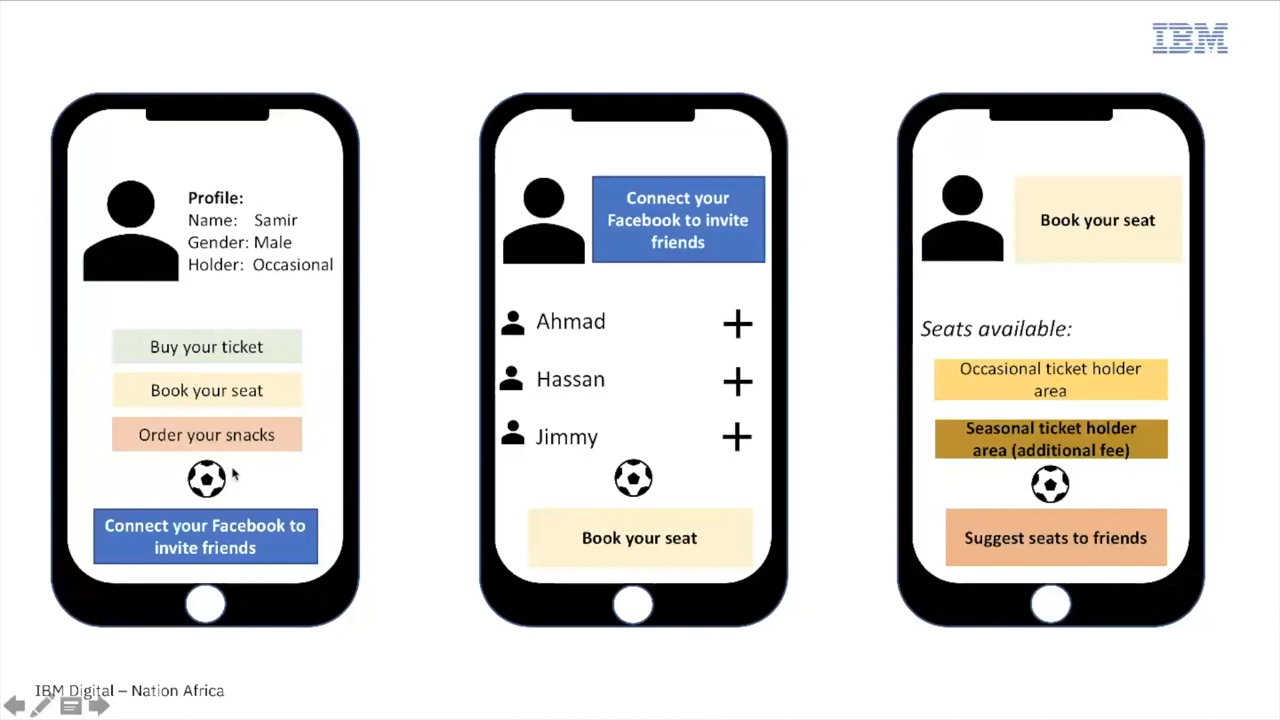 IBM
Profile:
Name: Samir
Gender: Male
Holder: Occasional
Buy your ticket
Book your seat
Order your snacks
Connect your Facebook to
invite friends
Connect your
Facebook to invite
friends
Ahmad
Hassan
Jimmy
Book your seat
Book your seat
Seats available:
Occasional ticket holder
area
Seasonal ticket holder
area (additional fee)
Suggest seats to friends
IBM Digital – Nation Africa